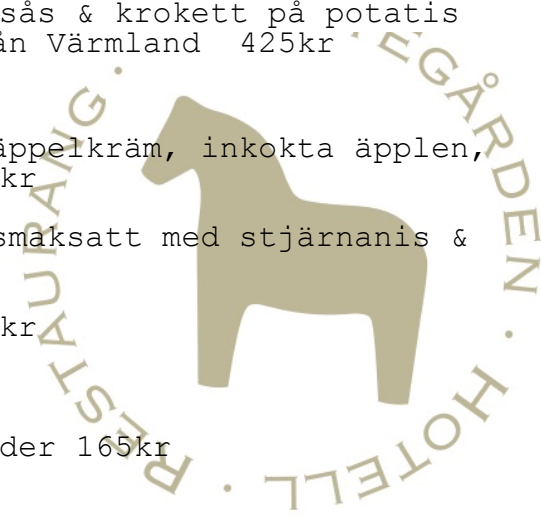 sås & krokett på potatis
ån Värmland 425kr
äppelkräm, inkokta äpplen,
kr
smaksatt med stjärnanis &
kr
der 165kr
RESTAURANG · EGÅRDEN · HOTELL ·